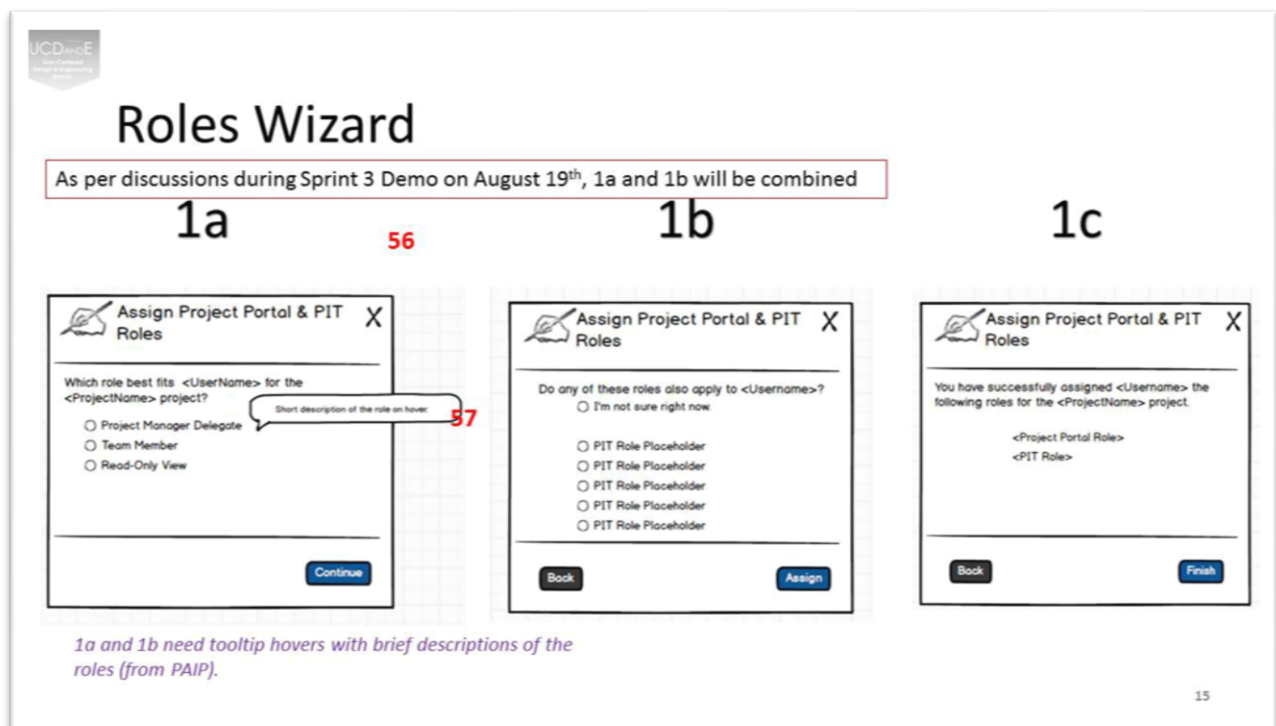 UCDANDE
User-Centered
Design & Engineering
Branch
Roles Wizard
As per discussions during Sprint 3 Demo on August 19th, 1a and 1b will be combined
1a
56
1b
1c
Assign Project Portal & PIT
Roles
X
Which role best fits <UserName> for the
<ProjectName> project?
Short description of the role on hover.
57
Project Manager Delegate
Team Member
Read-Only View
Continue
Assign Project Portal & PIT
Roles
X
Do any of these roles also apply to <Username>?
I'm not sure right now.
PIT Role Placeholder
PIT Role Placeholder
PIT Role Placeholder
PIT Role Placeholder
PIT Role Placeholder
Back
Assign
Assign Project Portal & PIT
Roles
X
You have successfully assigned <Username> the
following roles for the <ProjectName> project.
<Project Portal Role>
<PIT Role>
Back
Finish
1a and 1b need tooltip hovers with brief descriptions of the
roles (from PAIP).
15